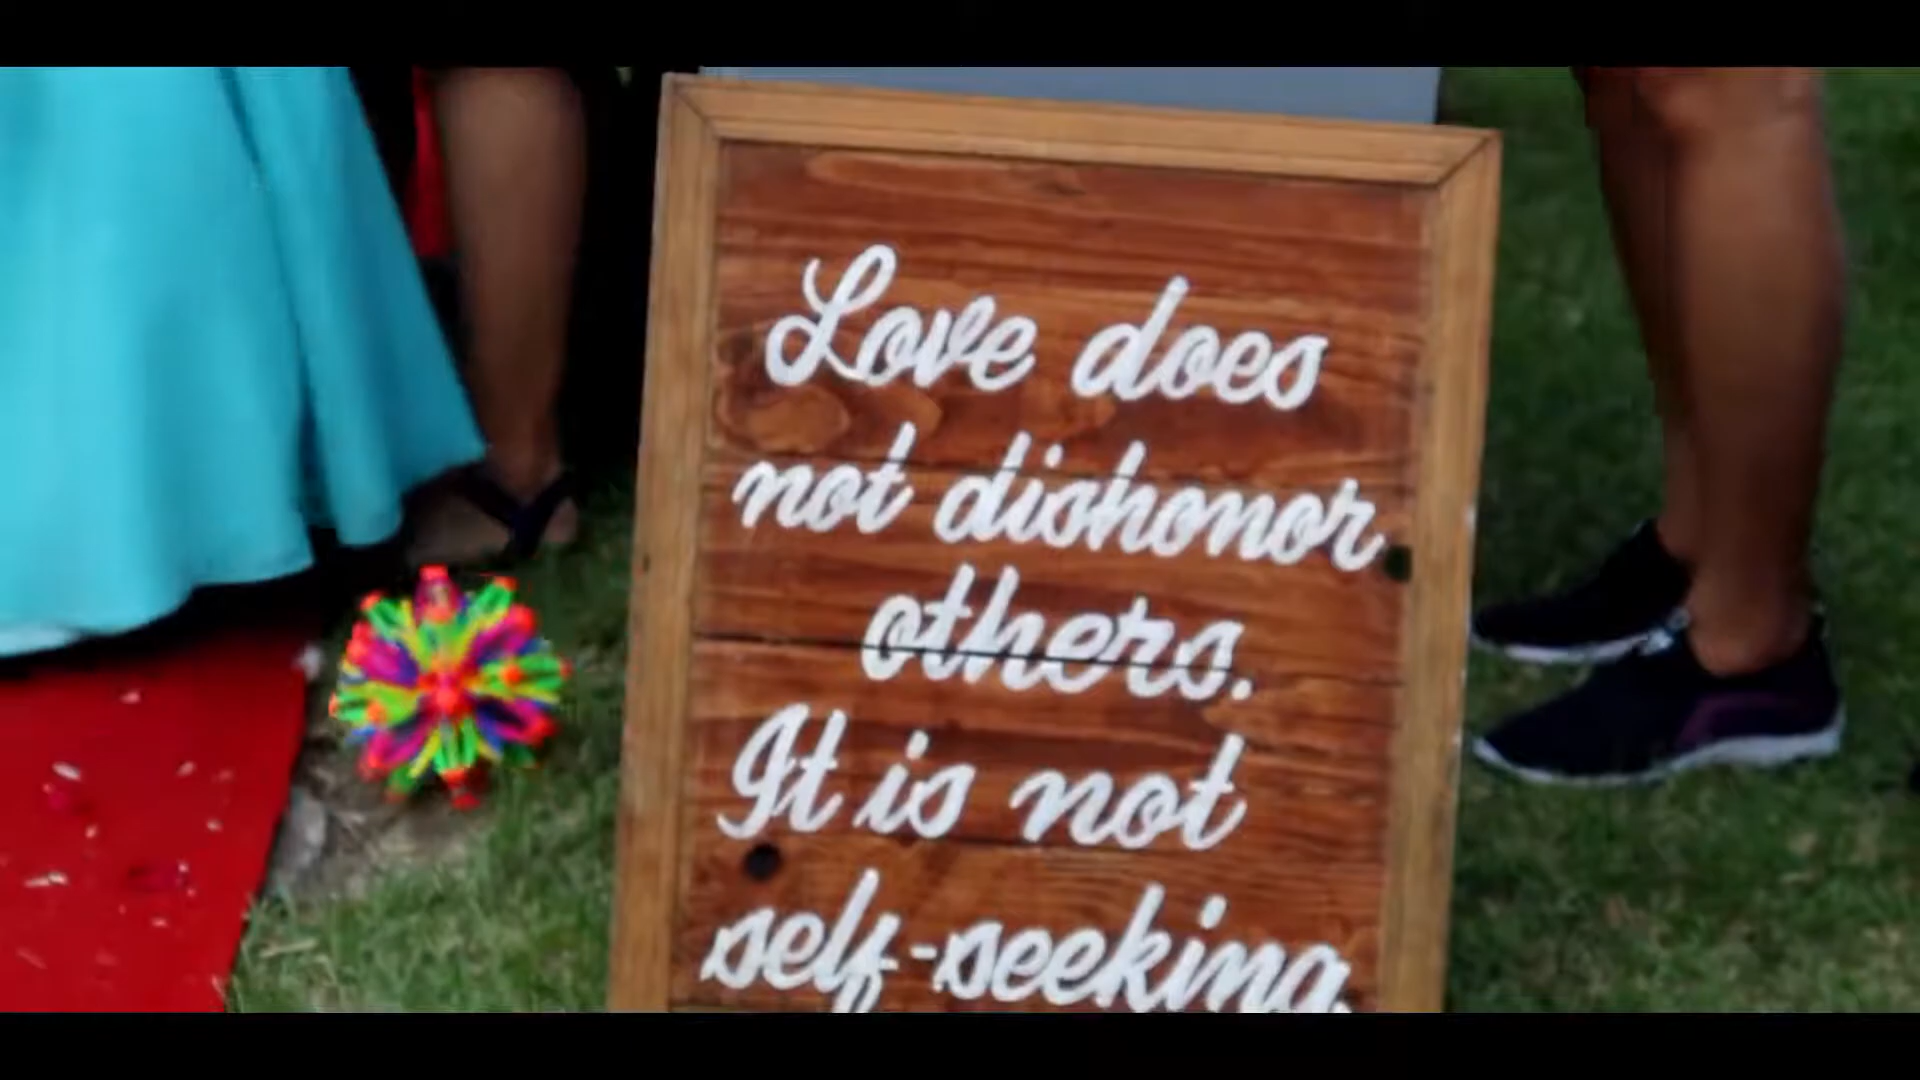 Love does
not dishonor
others.
It is not
self-seeking.